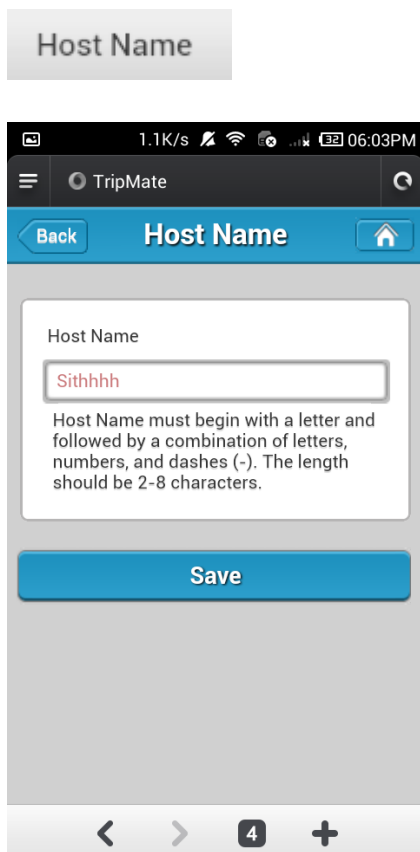 Host Name
1.1K/s 32 06:03PM
TripMate
Back Host Name
Host Name
Sithhhh
Host Name must begin with a letter and
followed by a combination of letters,
numbers, and dashes (-). The length
should be 2-8 characters.
Save
4